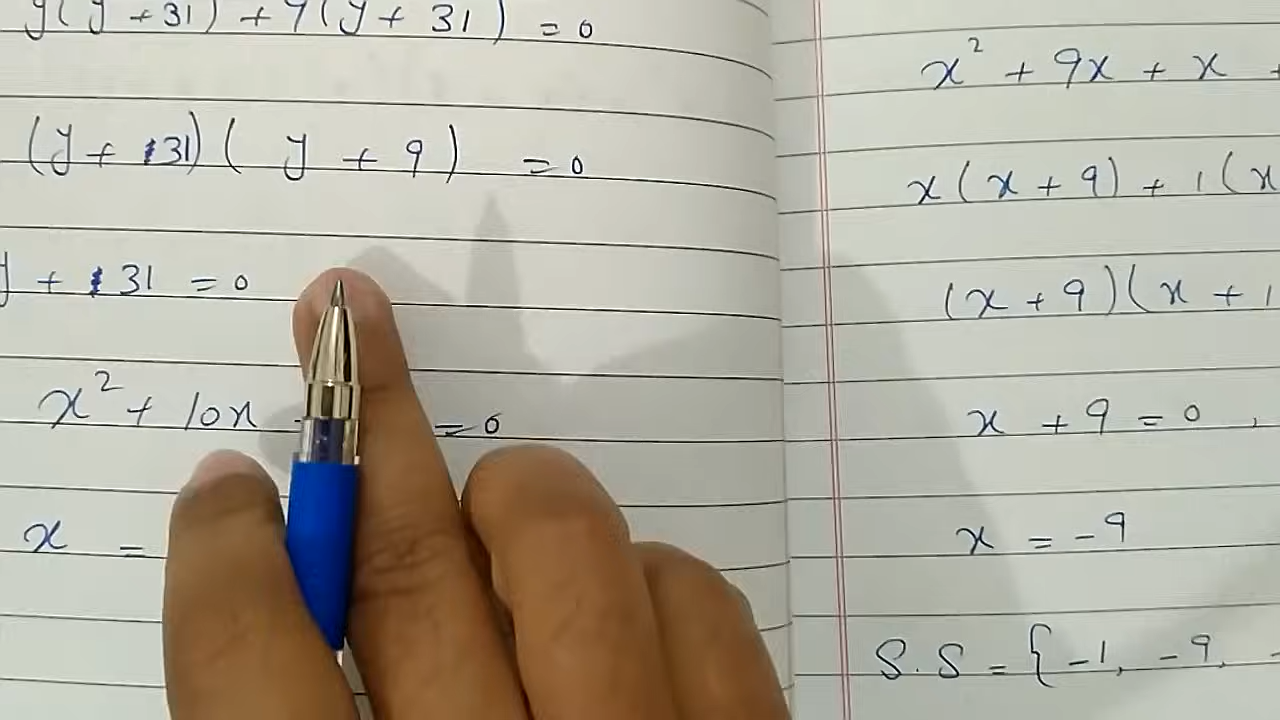 y(y + 31) + 9(y + 31) = 0
(y + 31)(y + 9) = 0
y + 31 = 0
x² + 10x = 0
x =
x² + 9x + x +
x(x + 9) + 1(x
(x + 9)(x + 1
x + 9 = 0 ,
x = -9
S.S = {-1, -9,